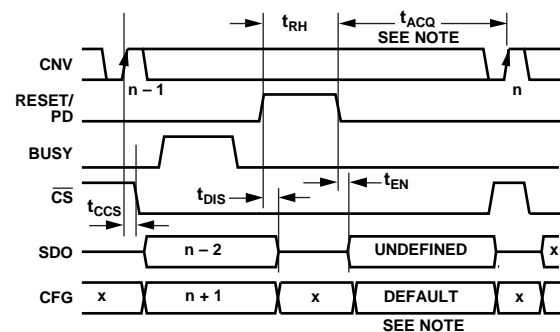 tRH
tACQ
SEE NOTE
CNV
n – 1
n
RESET/
PD
BUSY
tEN
CS
tDIS
tCCS
SDO
n – 2
UNDEFINED
x
CFG
x
n + 1
x
DEFAULT
x
SEE NOTE